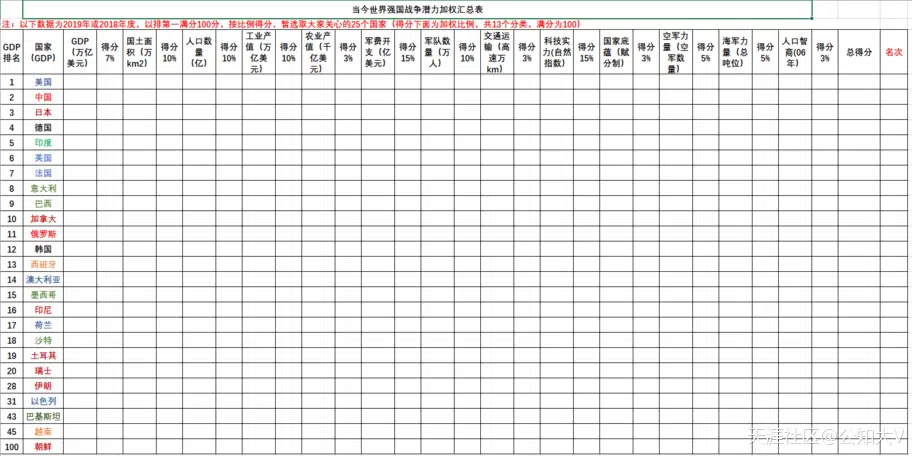 当今世界强国战争潜力加权汇总表
注：以下数据为2019年或2018年度，以排第一满分100分，按比例得分，暂选取大家关心的25个国家（得分下面为加权比例，共13个分类，满分为100）
GDP排名 国家(GDP) GDP（万亿美元） 得分7% 国土面积（万km2） 得分10% 人口数量（亿） 得分10% 工业产值（万亿美元） 得分10% 农业产值（千亿美元） 得分3% 军费开支（亿美元） 得分15% 军队数量（万人） 得分10% 交通运输（高速万km） 得分3% 科技实力(自然指数) 得分15% 国家底蕴（赋分制） 得分3% 空军力量（空军数量） 得分5% 海军力量（总吨位） 得分5% 人口智商(06年) 得分3% 总得分 名次
1 美国
2 中国
3 日本
4 德国
5 印度
6 英国
7 法国
8 意大利
9 巴西
10 加拿大
11 俄罗斯
12 韩国
13 西班牙
14 澳大利亚
15 墨西哥
16 印尼
17 荷兰
18 沙特
19 土耳其
20 瑞士
28 伊朗
31 以色列
43 巴基斯坦
45 越南
100 朝鲜
天涯社区@公知大V